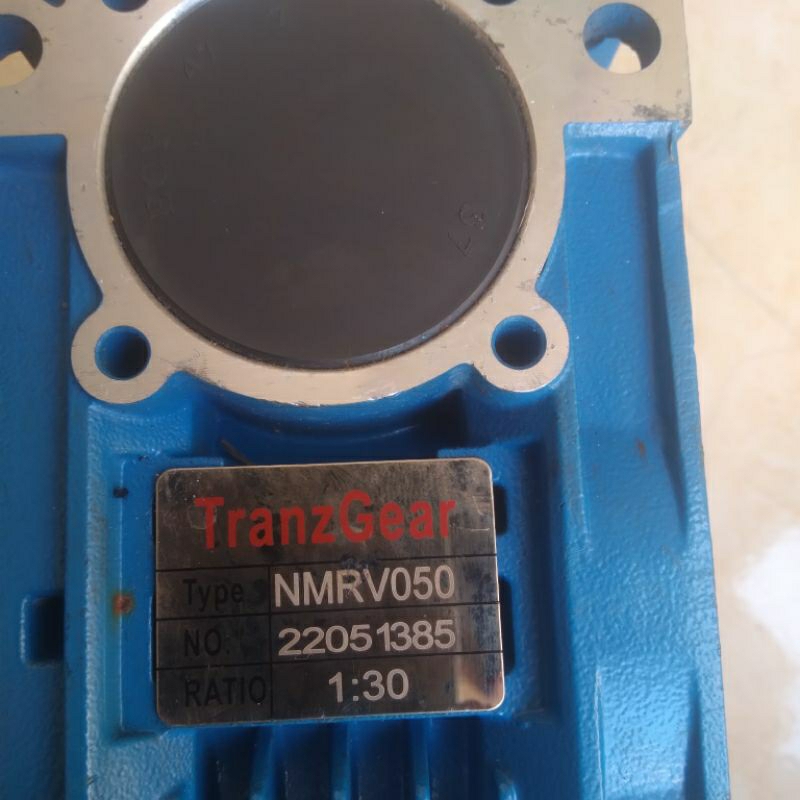 TranzGear
Type NMRV050
NO. 22051385
RATIO 1:30